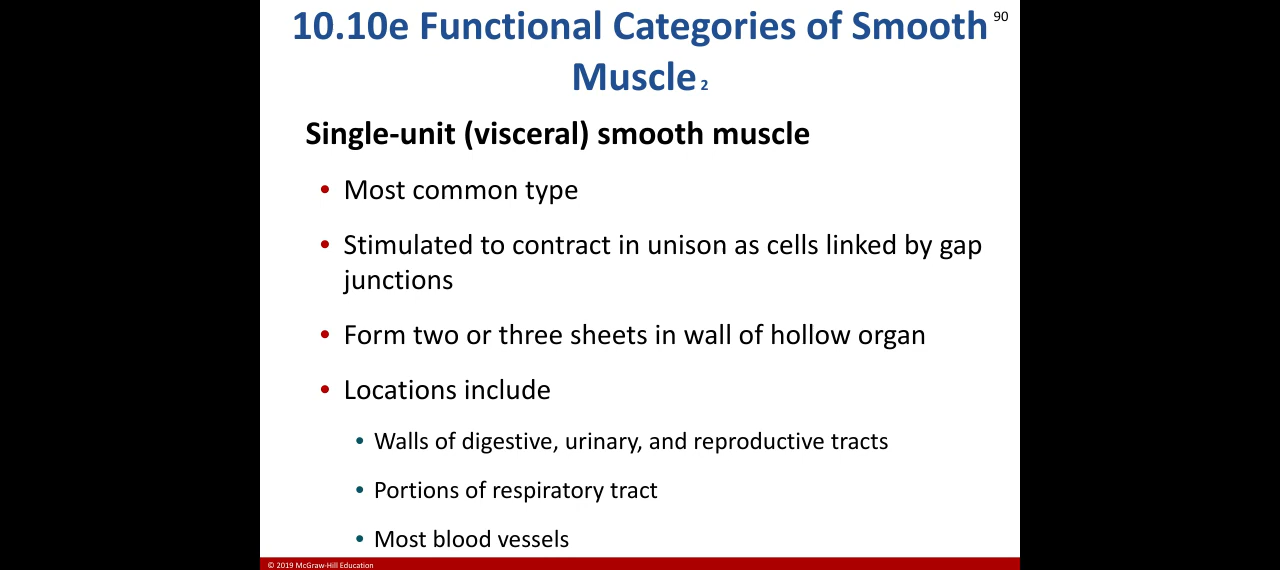 10.10e Functional Categories of Smooth
90
Muscle 2
Single-unit (visceral) smooth muscle
• Most common type
• Stimulated to contract in unison as cells linked by gap
junctions
• Form two or three sheets in wall of hollow organ
• Locations include
• Walls of digestive, urinary, and reproductive tracts
• Portions of respiratory tract
• Most blood vessels
© 2019 McGraw-Hill Education